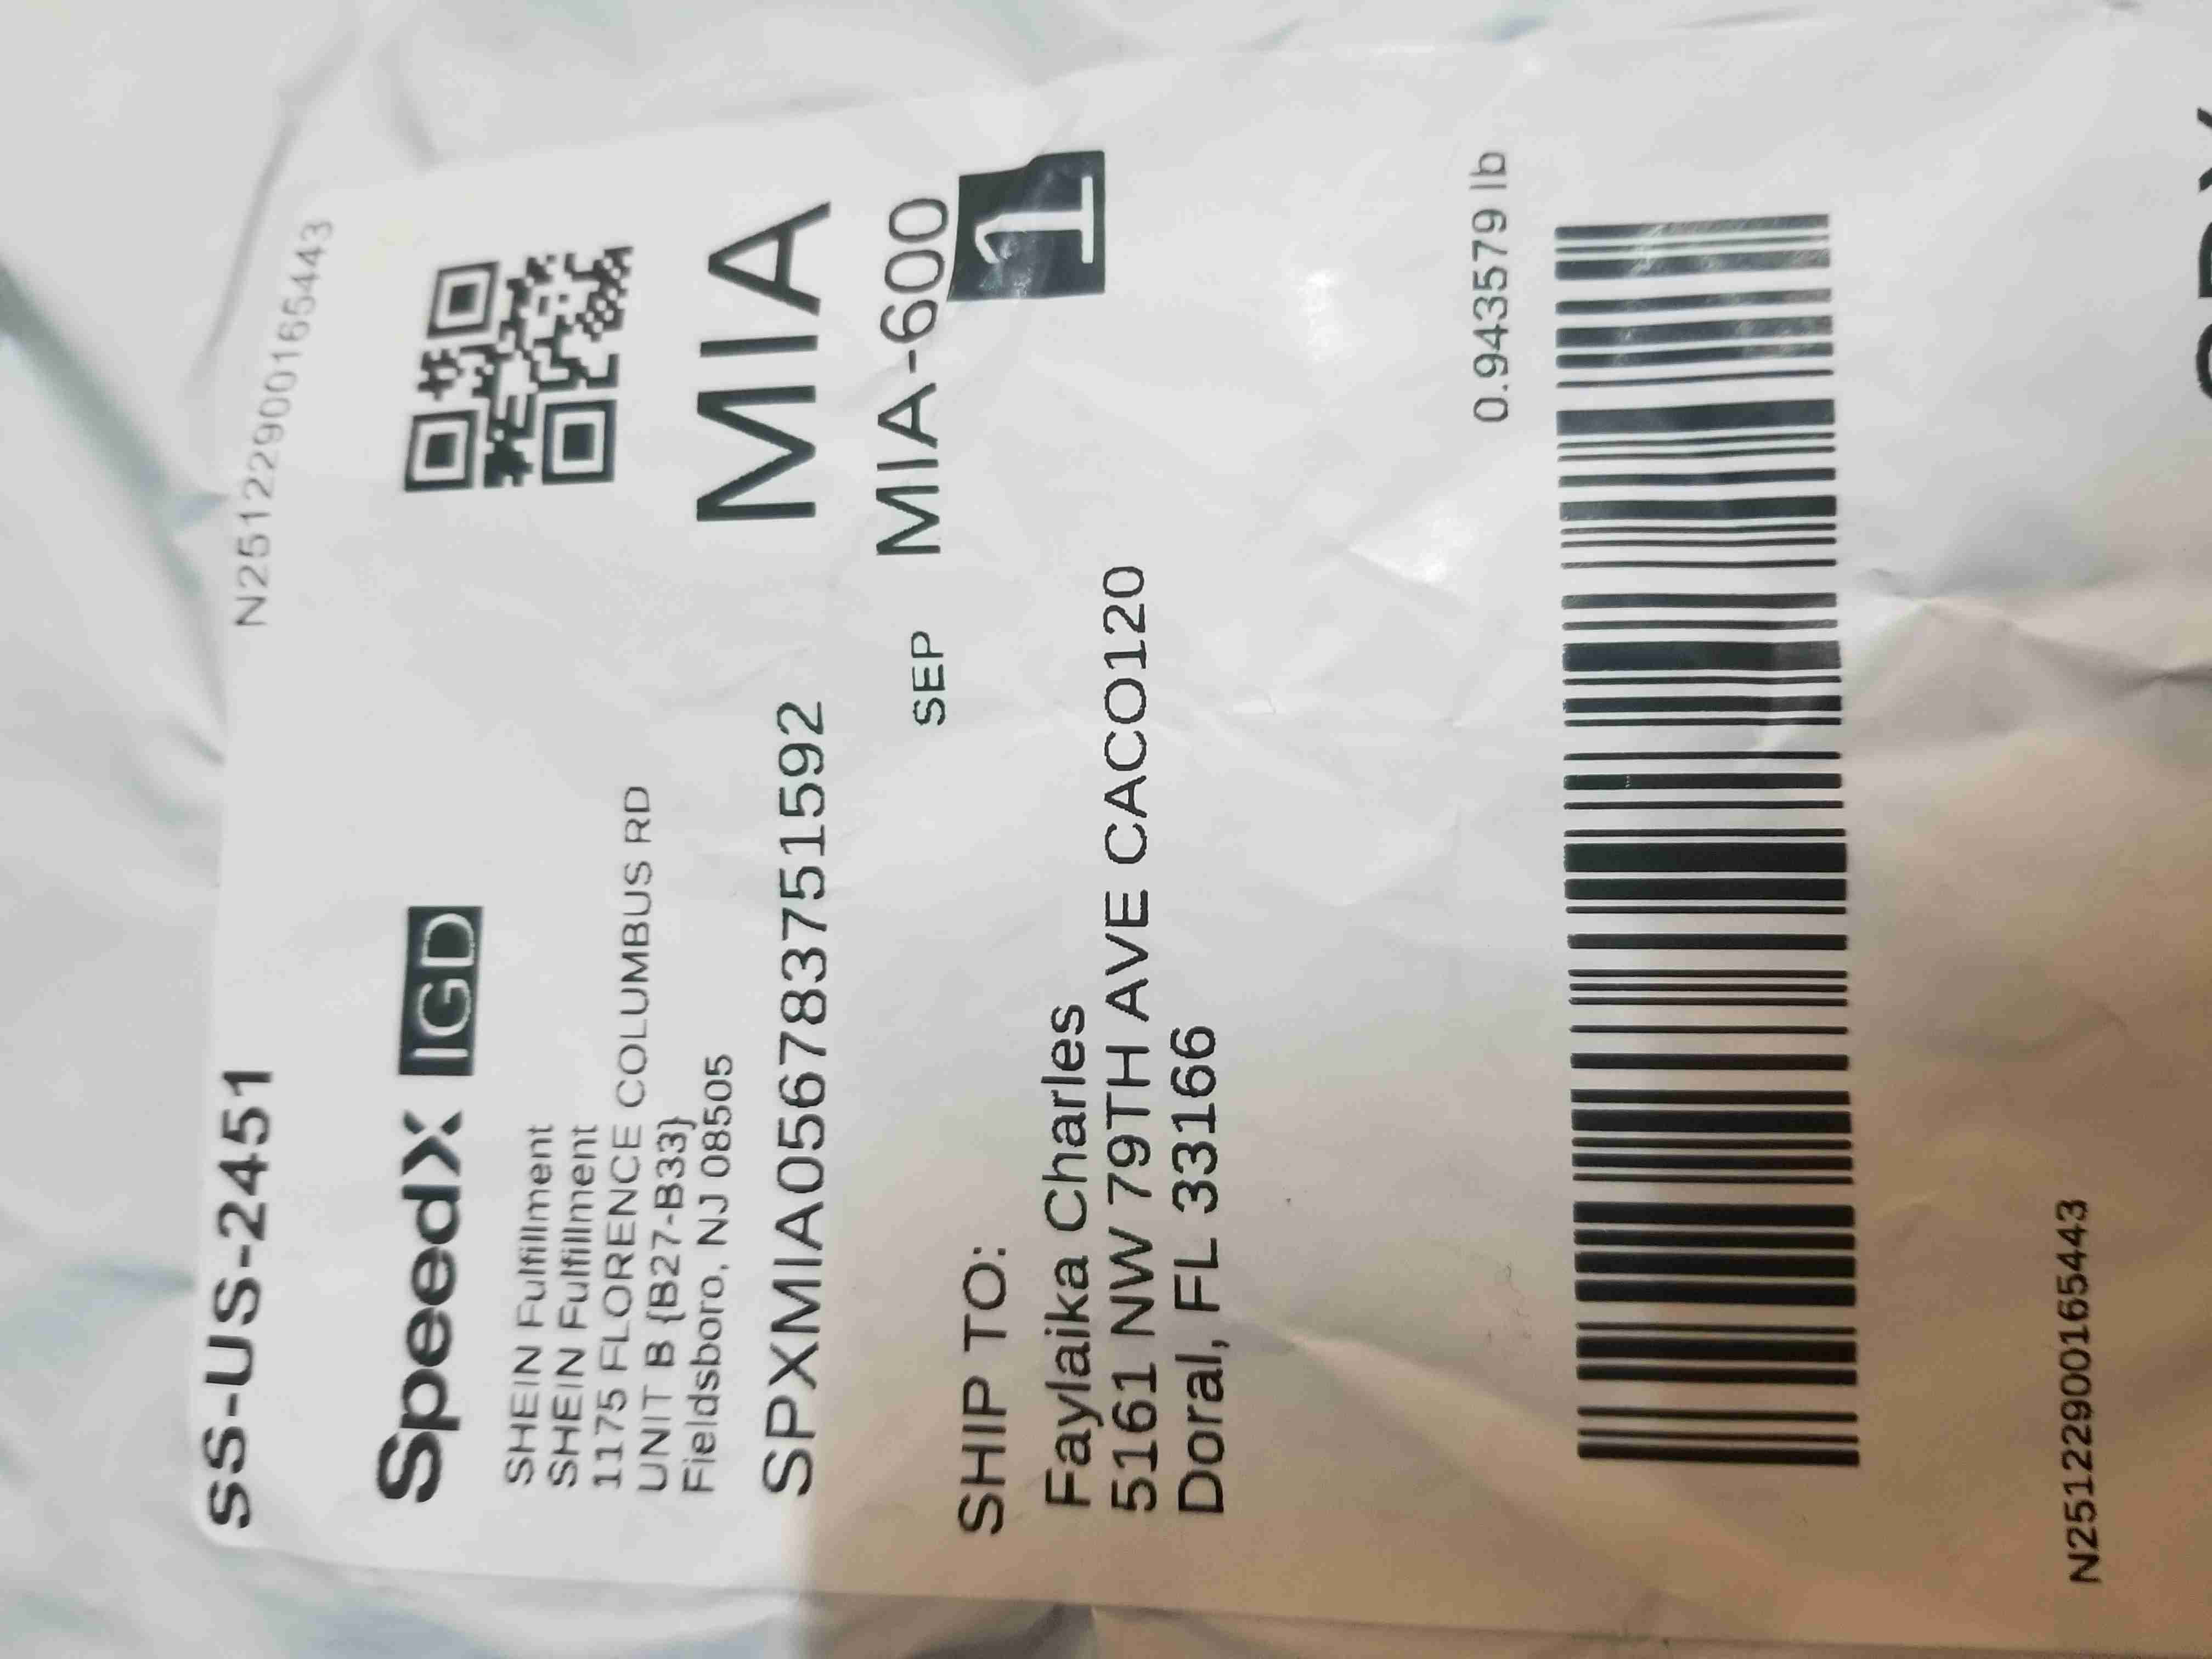 sS-US-2451
N25122900165443
SpeedX IGD
SHEIN Fulfillment
SHEIN Fulfillment
1175 FLORENCE COLUMBUS RD
UNIT B {B27-B33}
Fieldsboro, NJ 08505
MIA
SPXMIA056783751592
SEP MIA-600
1
SHIP TO:
Faylaika Charles
5161 NW 79TH AVE CACO120
Doral, FL 33166
0.943579 lb
N25122900165443